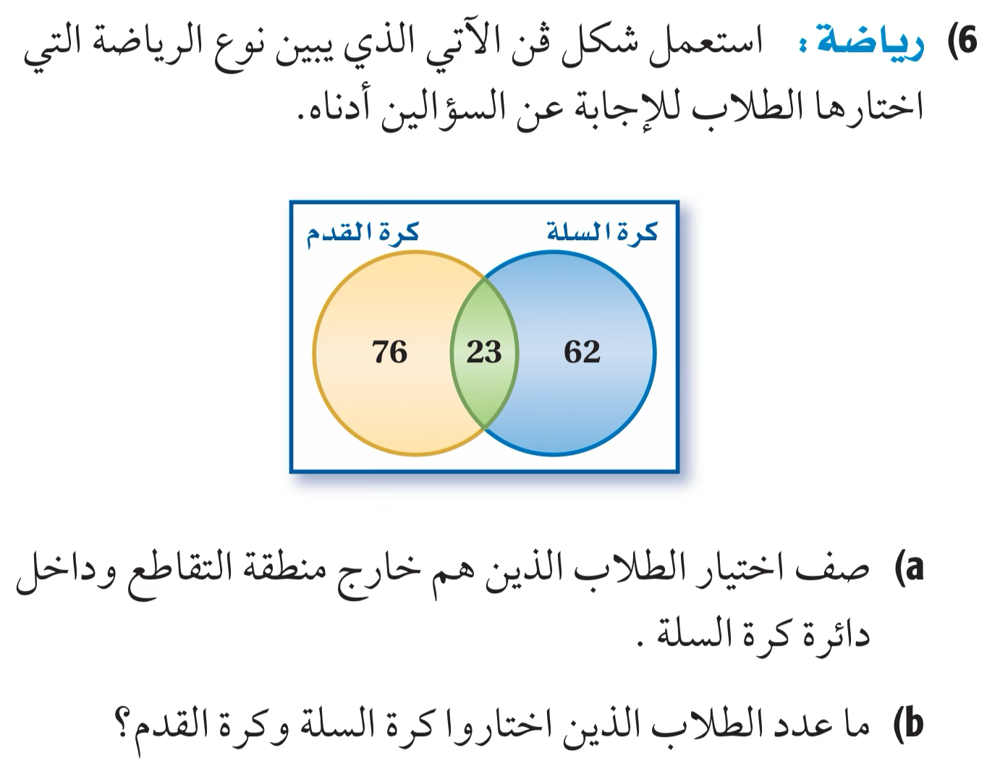 6) رياضة : استعمل شكل ڤن الآتي الذي يبين نوع الرياضة التي
اختارها الطلاب للإجابة عن السؤالين أدناه.
كرة السلة
كرة القدم
76 23 62
a) صف اختيار الطلاب الذين هم خارج منطقة التقاطع وداخل
دائرة كرة السلة .
b) ما عدد الطلاب الذين اختاروا كرة السلة وكرة القدم؟